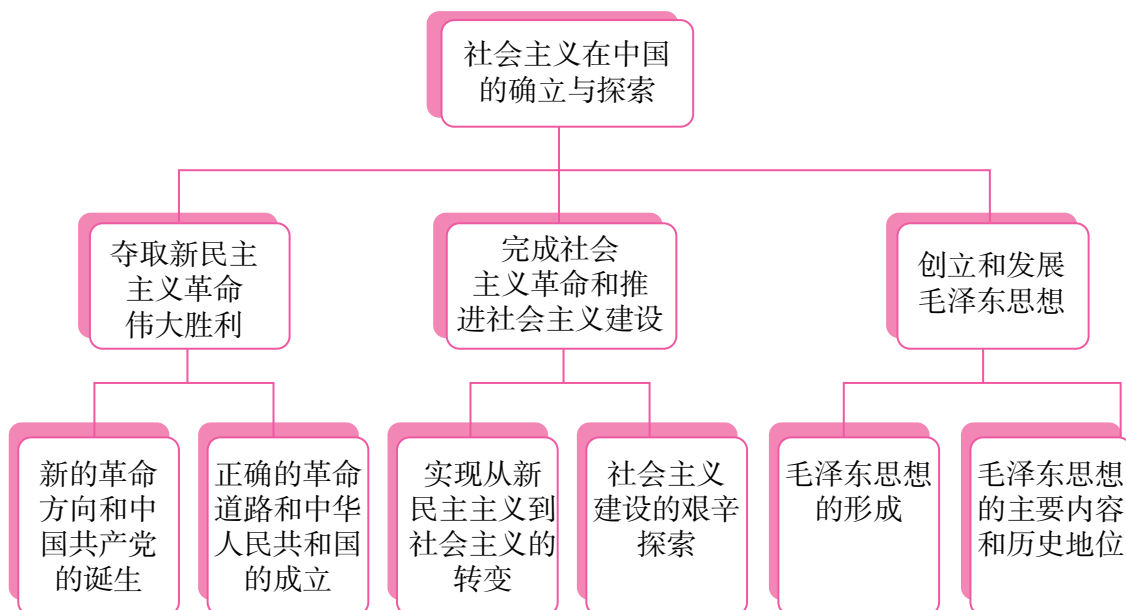 社会主义在中国
的确立与探索
夺取新民主
主义革命
伟大胜利
完成社会
主义革命和推
进社会主义建设
创立和发展
毛泽东思想
新的革命
方向和中
国共产党
的诞生
正确的革命
道路和中华
人民共和国
的成立
实现从新
民主主义到
社会主义的
转变
社会主义
建设的艰辛
探索
毛泽东思想
的形成
毛泽东思想
的主要内容
和历史地位